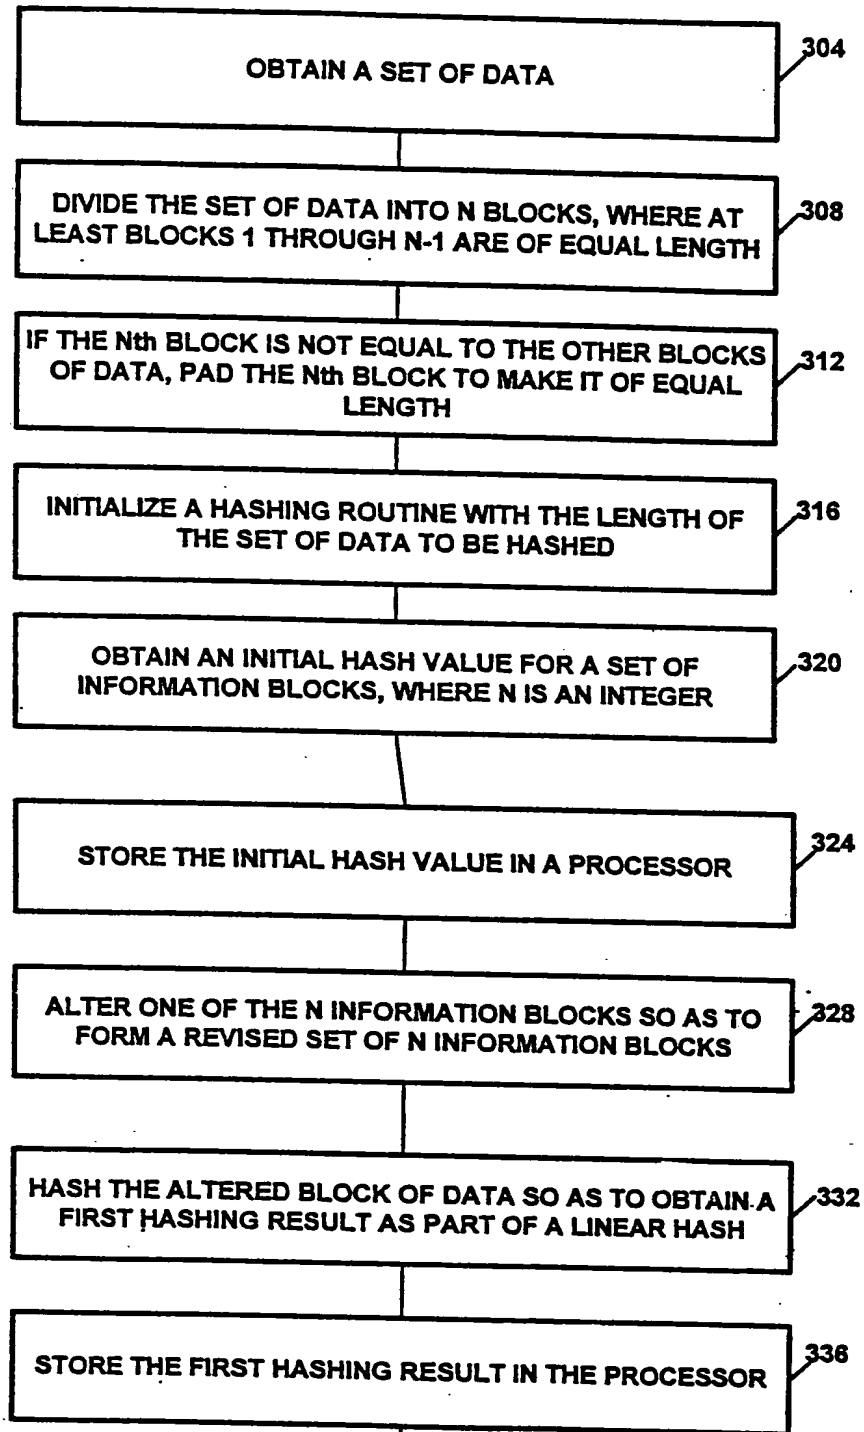 OBTAIN A SET OF DATA
304
DIVIDE THE SET OF DATA INTO N BLOCKS, WHERE AT
LEAST BLOCKS 1 THROUGH N-1 ARE OF EQUAL LENGTH
308
IF THE Nth BLOCK IS NOT EQUAL TO THE OTHER BLOCKS
OF DATA, PAD THE Nth BLOCK TO MAKE IT OF EQUAL
LENGTH
312
INITIALIZE A HASHING ROUTINE WITH THE LENGTH OF
THE SET OF DATA TO BE HASHED
316
OBTAIN AN INITIAL HASH VALUE FOR A SET OF
INFORMATION BLOCKS, WHERE N IS AN INTEGER
320
STORE THE INITIAL HASH VALUE IN A PROCESSOR
324
ALTER ONE OF THE N INFORMATION BLOCKS SO AS TO
FORM A REVISED SET OF N INFORMATION BLOCKS
328
HASH THE ALTERED BLOCK OF DATA SO AS TO OBTAIN A
FIRST HASHING RESULT AS PART OF A LINEAR HASH
332
STORE THE FIRST HASHING RESULT IN THE PROCESSOR
336